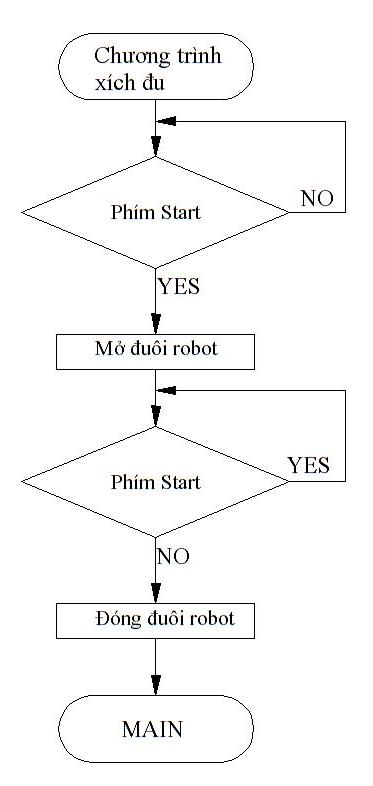 Chương trình
xích đu
Phím Start
NO
YES
Mở đuôi robot
Phím Start
YES
NO
Đóng đuôi robot
MAIN